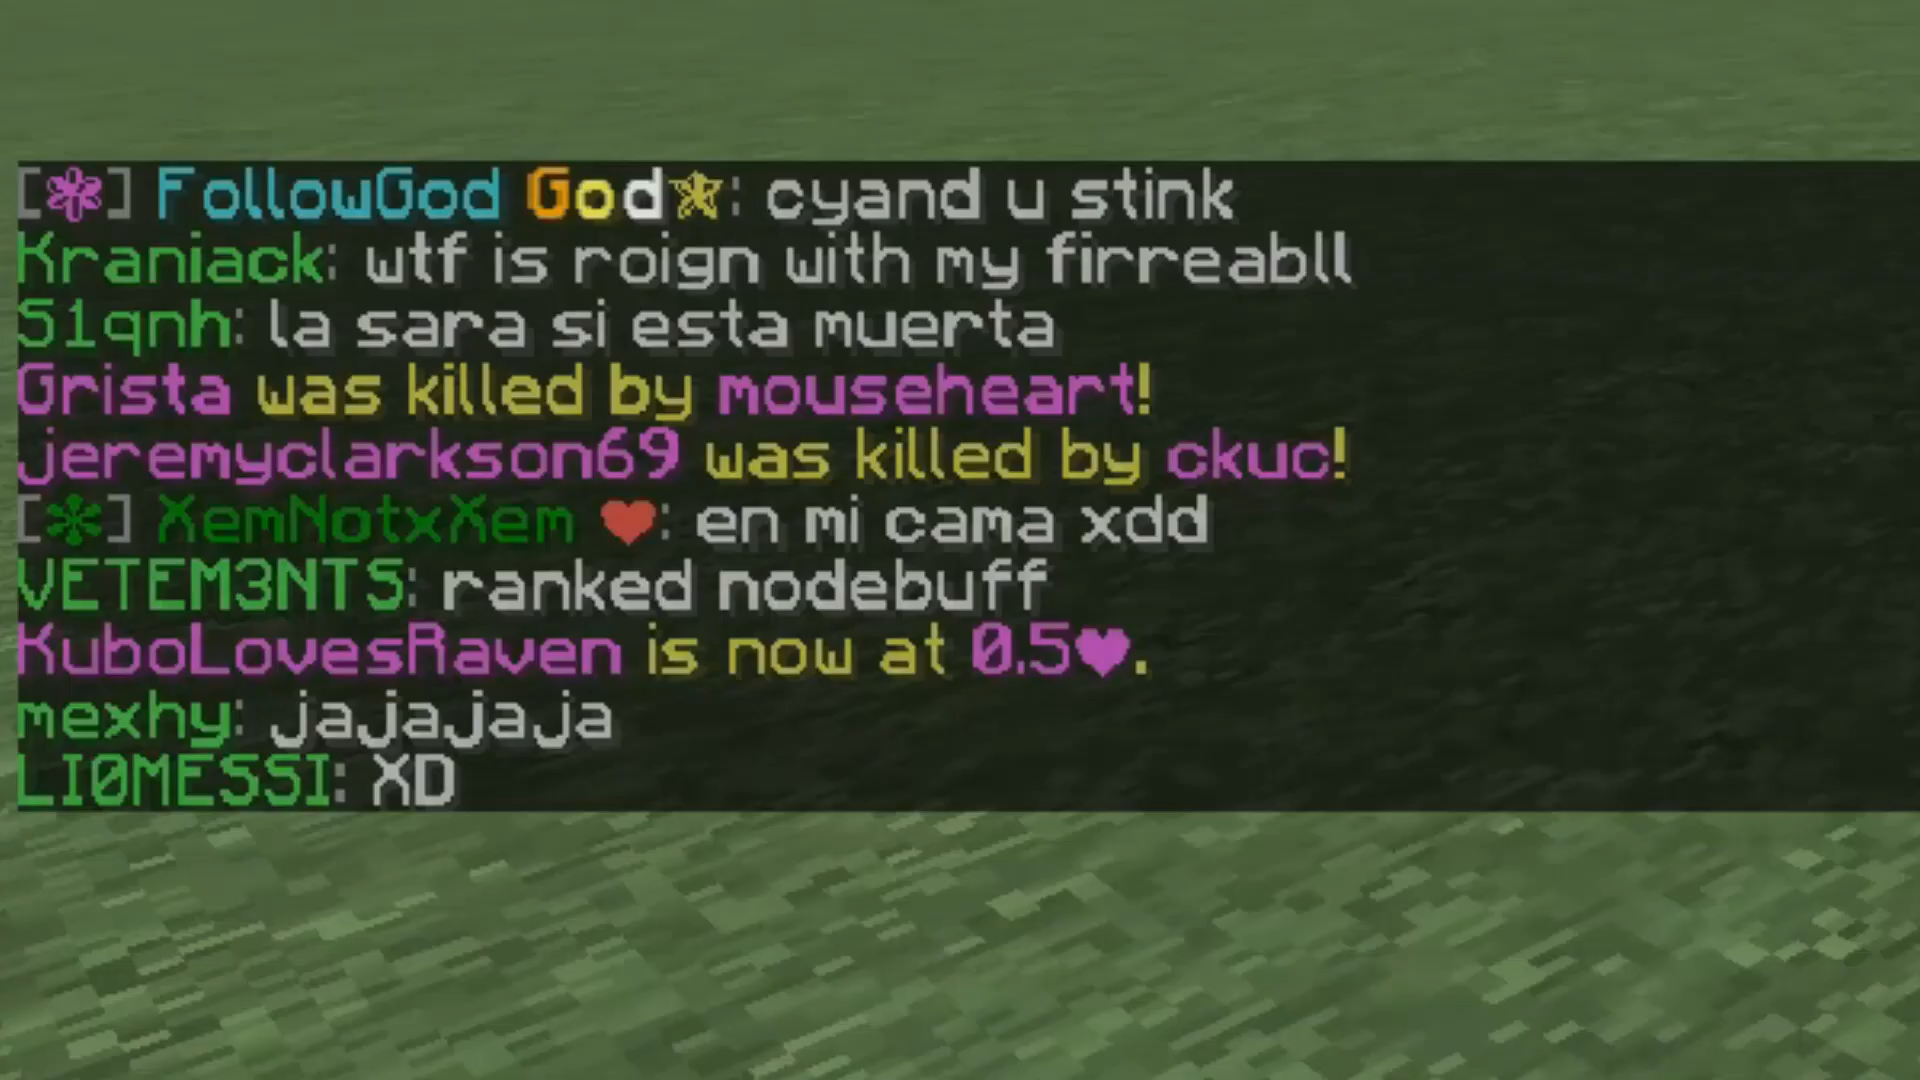 [❃] FollowGod God✯: cyand u stink
Kraniack: wtf is roign with my firreabll
S1qnh: la sara si esta muerta
Grista was killed by mouseheart!
jeremyclarkson69 was killed by ckuc!
[✻] XemNotxXem ❤: en mi cama xdd
VETEM3NTS: ranked nodebuff
KuboLovesRaven is now at 0.5❤.
mexhy: jajajaja
LI0MESSI: XD